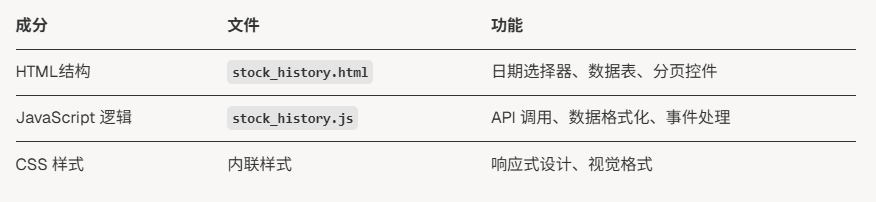 成分 文件 功能
HTML结构 stock_history.html 日期选择器、数据表、分页控件
JavaScript 逻辑 stock_history.js API 调用、数据格式化、事件处理
CSS 样式 内联样式 响应式设计、视觉格式